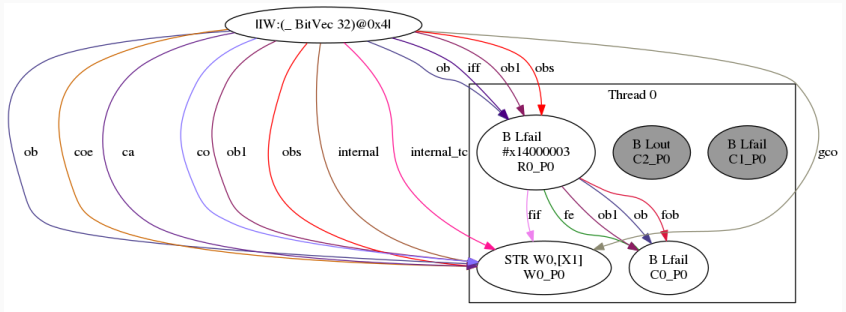 |IW:(_ BitVec 32)@0x4|
ob
iff
ob1
obs
Thread 0
B Lfail
#x14000003
R0_P0
B Lout
C2_P0
B Lfail
C1_P0
ob
coe
ca
co
ob1
obs
internal
internal_tc
gco
fif
fe
ob1
ob
fob
STR W0,[X1]
W0_P0
B Lfail
C0_P0